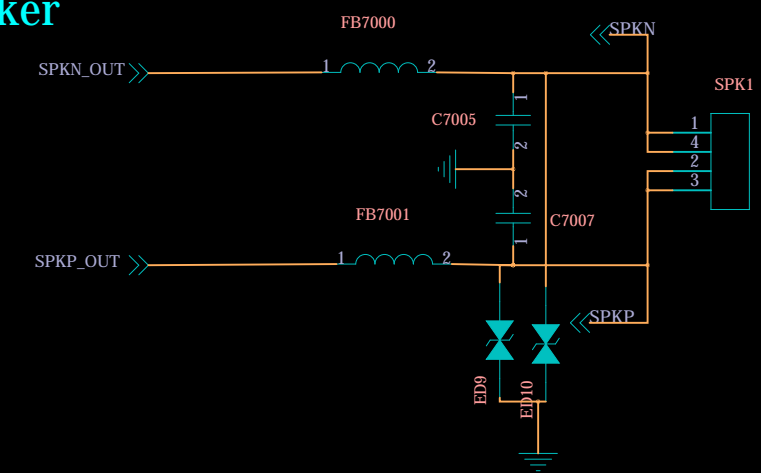 ker
FB7000
SPKN
SPKN_OUT
1
2
SPK1
1
C7005
1
4
2
2
2
3
FB7001
C7007
1
SPKP_OUT
1
2
SPKP
ED9
ED10